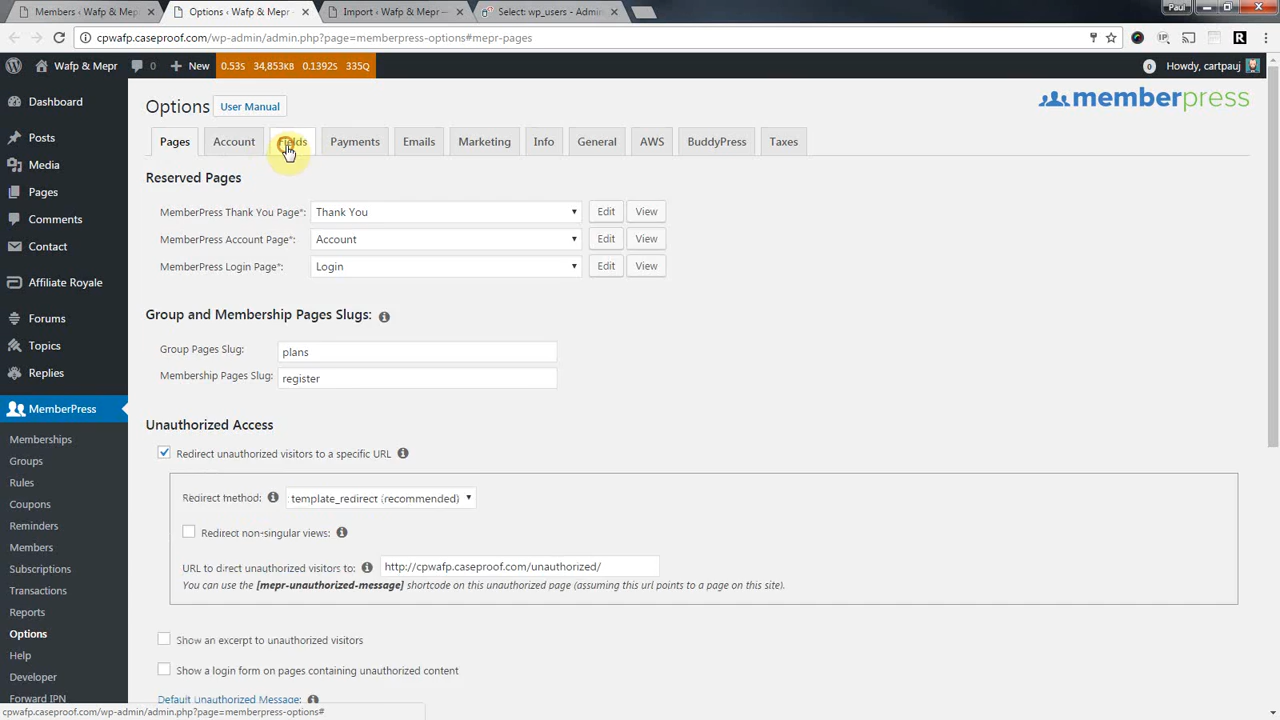 Members ‹ Wafp & Mepr —
Options ‹ Wafp & Mepr —
Import ‹ Wafp & Mepr —
Select: wp_users - Admin
Paul
cpwafp.caseproof.com/wp-admin/admin.php?page=memberpress-options#mepr-pages
Wafp & Mepr
0
New
0.53S 34,853KB 0.1392S 335Q
0
Howdy, cartpauj
Dashboard
Posts
Media
Pages
Comments
Contact
Affiliate Royale
Forums
Topics
Replies
MemberPress
Memberships
Groups
Rules
Coupons
Reminders
Members
Subscriptions
Transactions
Reports
Options
Help
Developer
Forward IPN
Options
User Manual
memberpress
Pages
Account
Fields
Payments
Emails
Marketing
Info
General
AWS
BuddyPress
Taxes
Reserved Pages
MemberPress Thank You Page*: Thank You Edit View
MemberPress Account Page*: Account Edit View
MemberPress Login Page*: Login Edit View
Group and Membership Pages Slugs:
Group Pages Slug: plans
Membership Pages Slug: register
Unauthorized Access
Redirect unauthorized visitors to a specific URL
Redirect method: template_redirect (recommended)
Redirect non-singular views:
URL to direct unauthorized visitors to: http://cpwafp.caseproof.com/unauthorized/
You can use the [mepr-unauthorized-message] shortcode on this unauthorized page (assuming this url points to a page on this site).
Show an excerpt to unauthorized visitors
Show a login form on pages containing unauthorized content
Default Unauthorized Message:
cpwafp.caseproof.com/wp-admin/admin.php?page=memberpress-options#